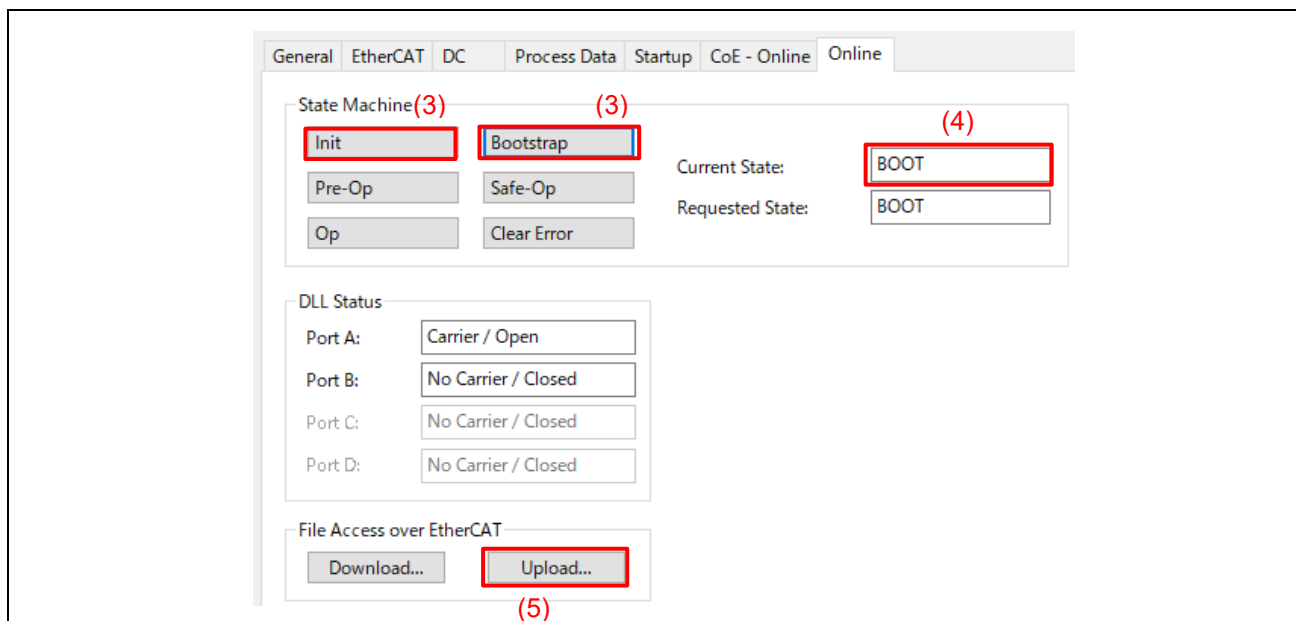 General EtherCAT DC Process Data Startup CoE - Online Online
State Machine (3) (3)
(4)
Init Bootstrap
Current State: BOOT
Pre-Op Safe-Op
Requested State: BOOT
Op Clear Error
DLL Status
Port A: Carrier / Open
Port B: No Carrier / Closed
Port C: No Carrier / Closed
Port D: No Carrier / Closed
File Access over EtherCAT
Download... Upload...
(5)